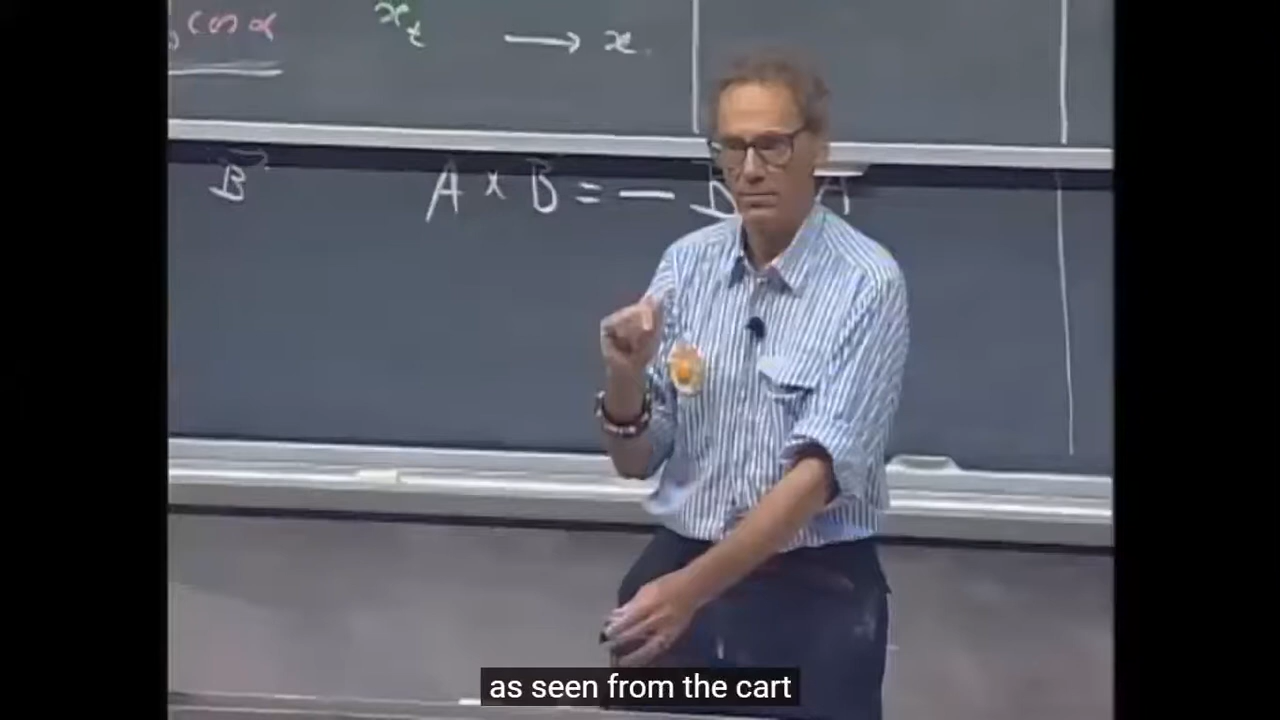 cos α
x_t
⟶ x
B⃗
A × B = − A
as seen from the cart